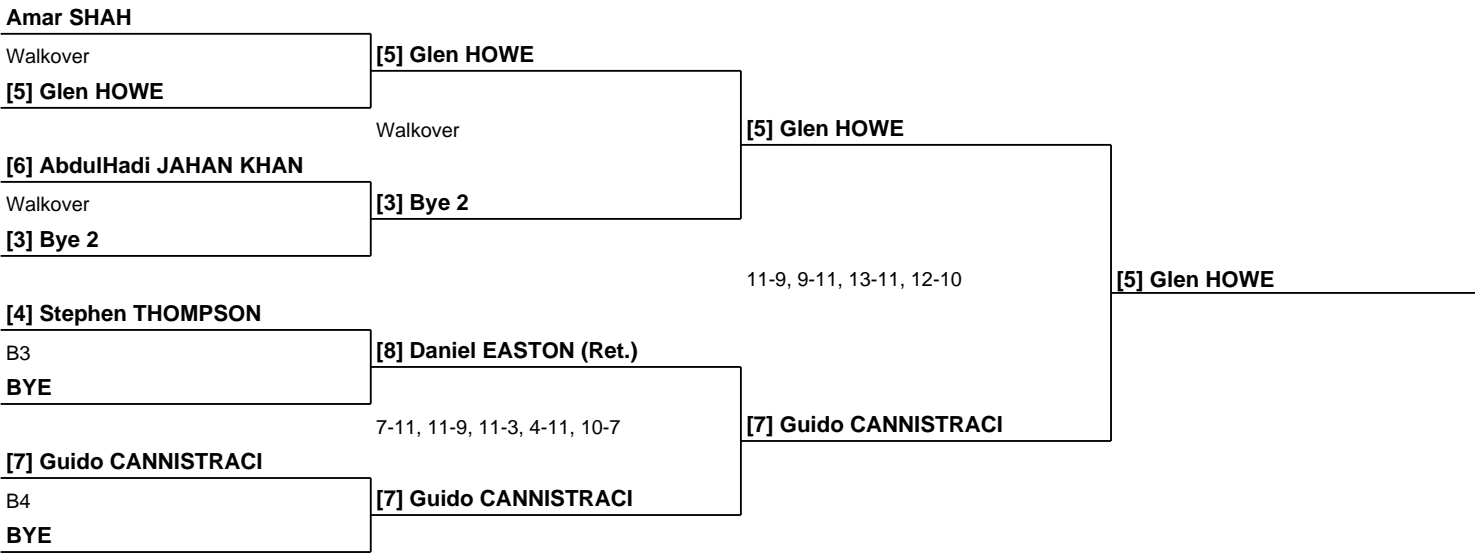 Amar SHAH
Walkover
[5] Glen HOWE
[5] Glen HOWE
Walkover
[5] Glen HOWE
[6] AbdulHadi JAHAN KHAN
Walkover
[3] Bye 2
[3] Bye 2
11-9, 9-11, 13-11, 12-10
[5] Glen HOWE
[4] Stephen THOMPSON
B3
[8] Daniel EASTON (Ret.)
BYE
7-11, 11-9, 11-3, 4-11, 10-7
[7] Guido CANNISTRACI
[7] Guido CANNISTRACI
B4
[7] Guido CANNISTRACI
BYE